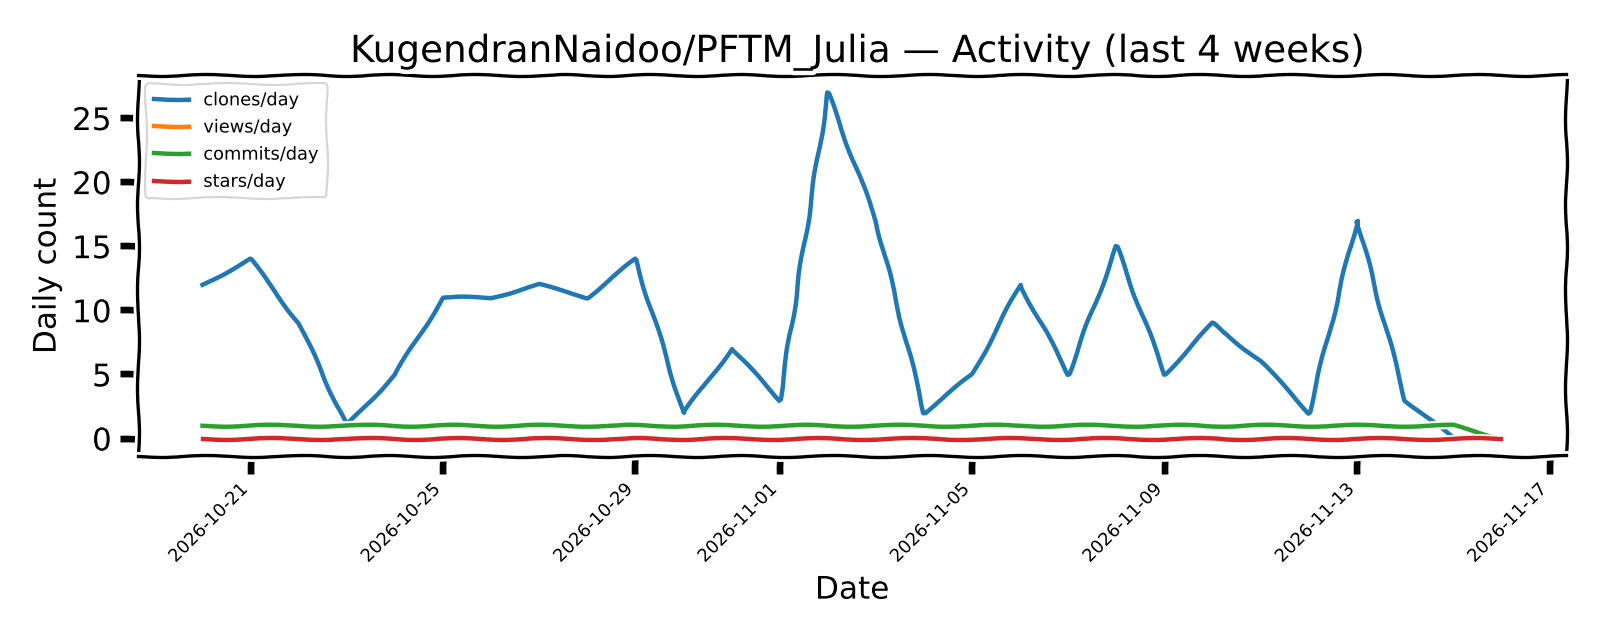 KugendranNaidoo/PFTM_Julia — Activity (last 4 weeks)
clones/day
views/day
commits/day
stars/day
Daily count
25
20
15
10
5
0
2026-10-21
2026-10-25
2026-10-29
2026-11-01
2026-11-05
2026-11-09
2026-11-13
2026-11-17
Date